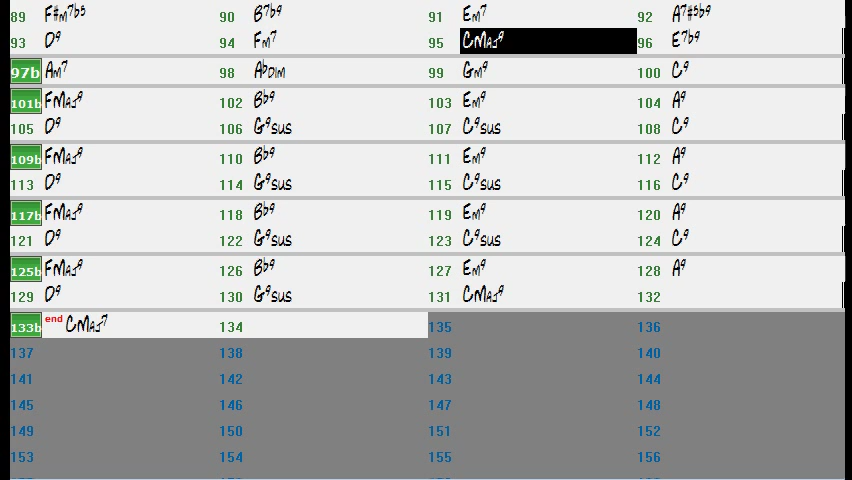 89 F#m7b5 90 B7b9 91 Em7 92 A7#5b9
93 D9 94 Fm7 95 CMaj9 96 E7b9
97b Am7 98 Abdim 99 Gm9 100 C9
101b FMaj9 102 Bb9 103 Em9 104 A9
105 D9 106 G9sus 107 C9sus 108 C9
109b FMaj9 110 Bb9 111 Em9 112 A9
113 D9 114 G9sus 115 C9sus 116 C9
117b FMaj9 118 Bb9 119 Em9 120 A9
121 D9 122 G9sus 123 C9sus 124 C9
125b FMaj9 126 Bb9 127 Em9 128 A9
129 D9 130 G9sus 131 CMaj9 132
133b end CMaj7 134 135 136
137 138 139 140
141 142 143 144
145 146 147 148
149 150 151 152
153 154 155 156